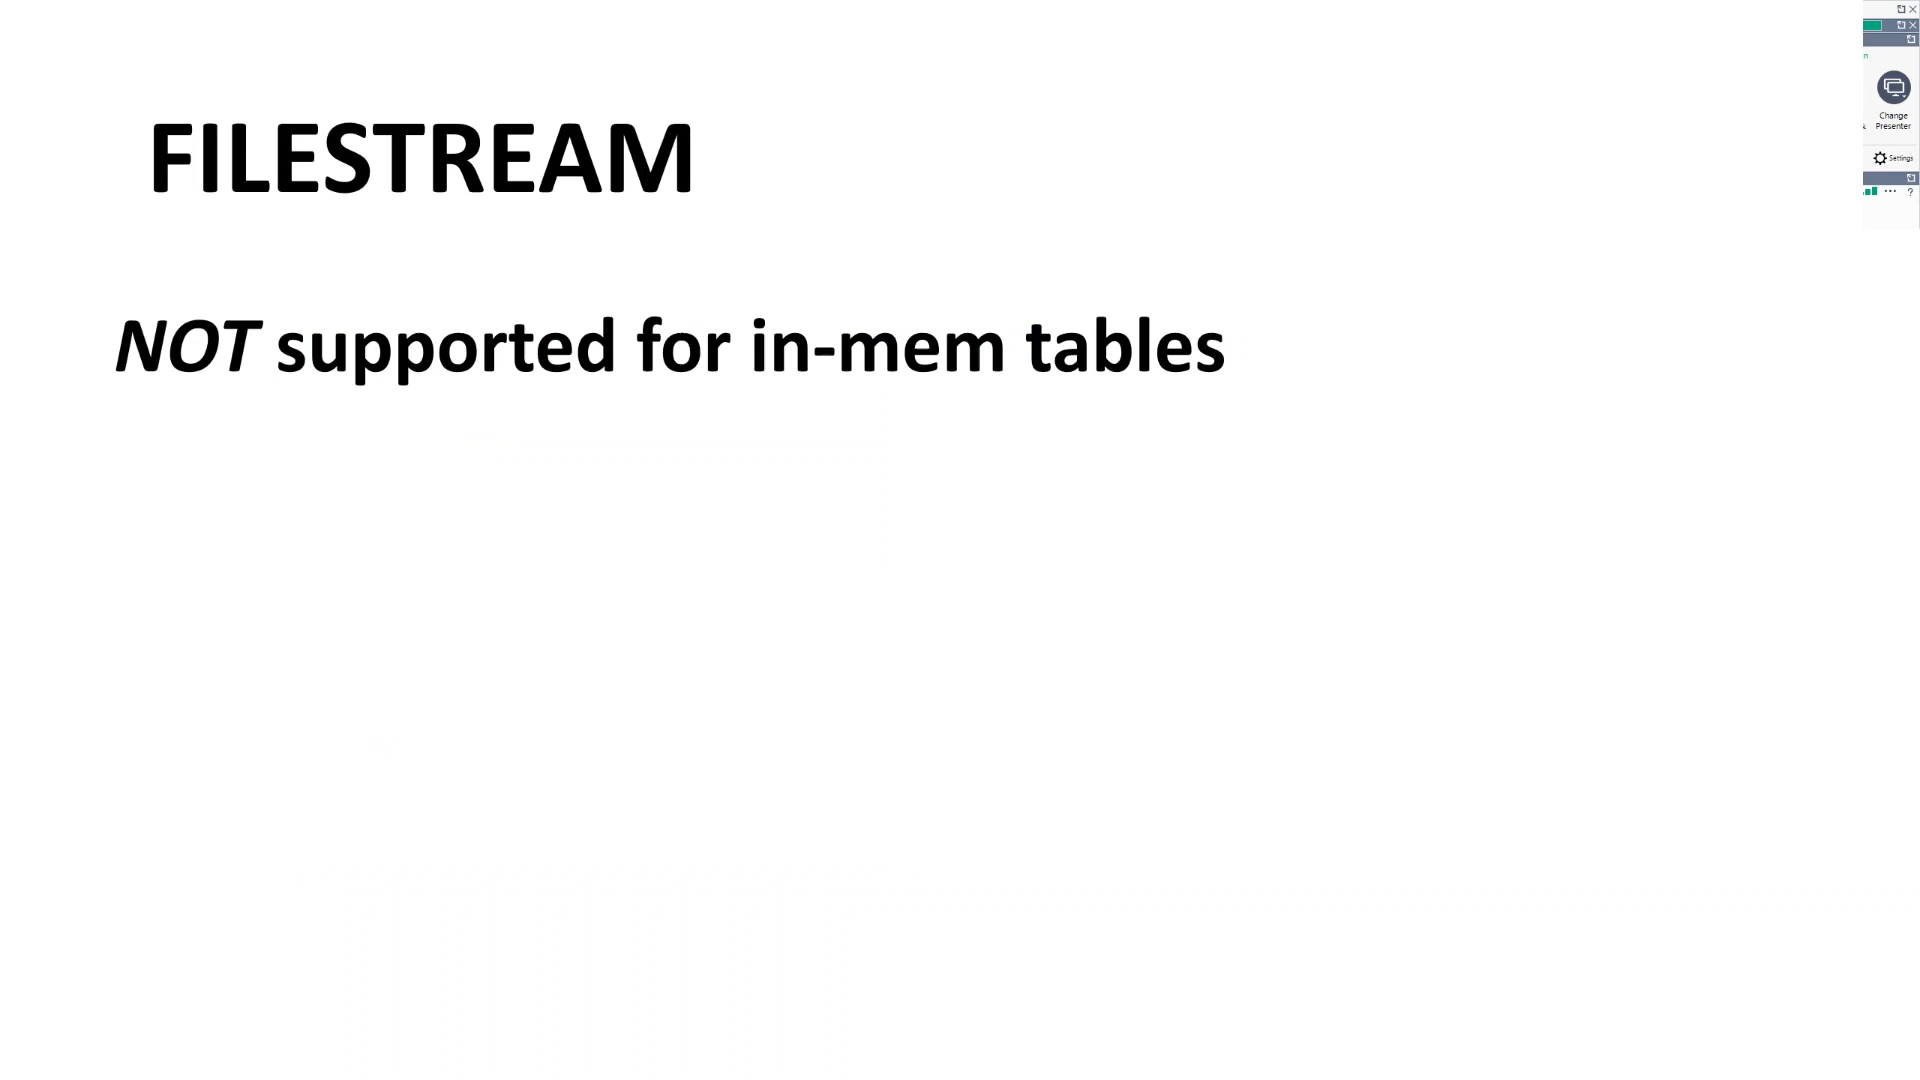 FILESTREAM
NOT supported for in-mem tables
Change
Presenter
Settings
?